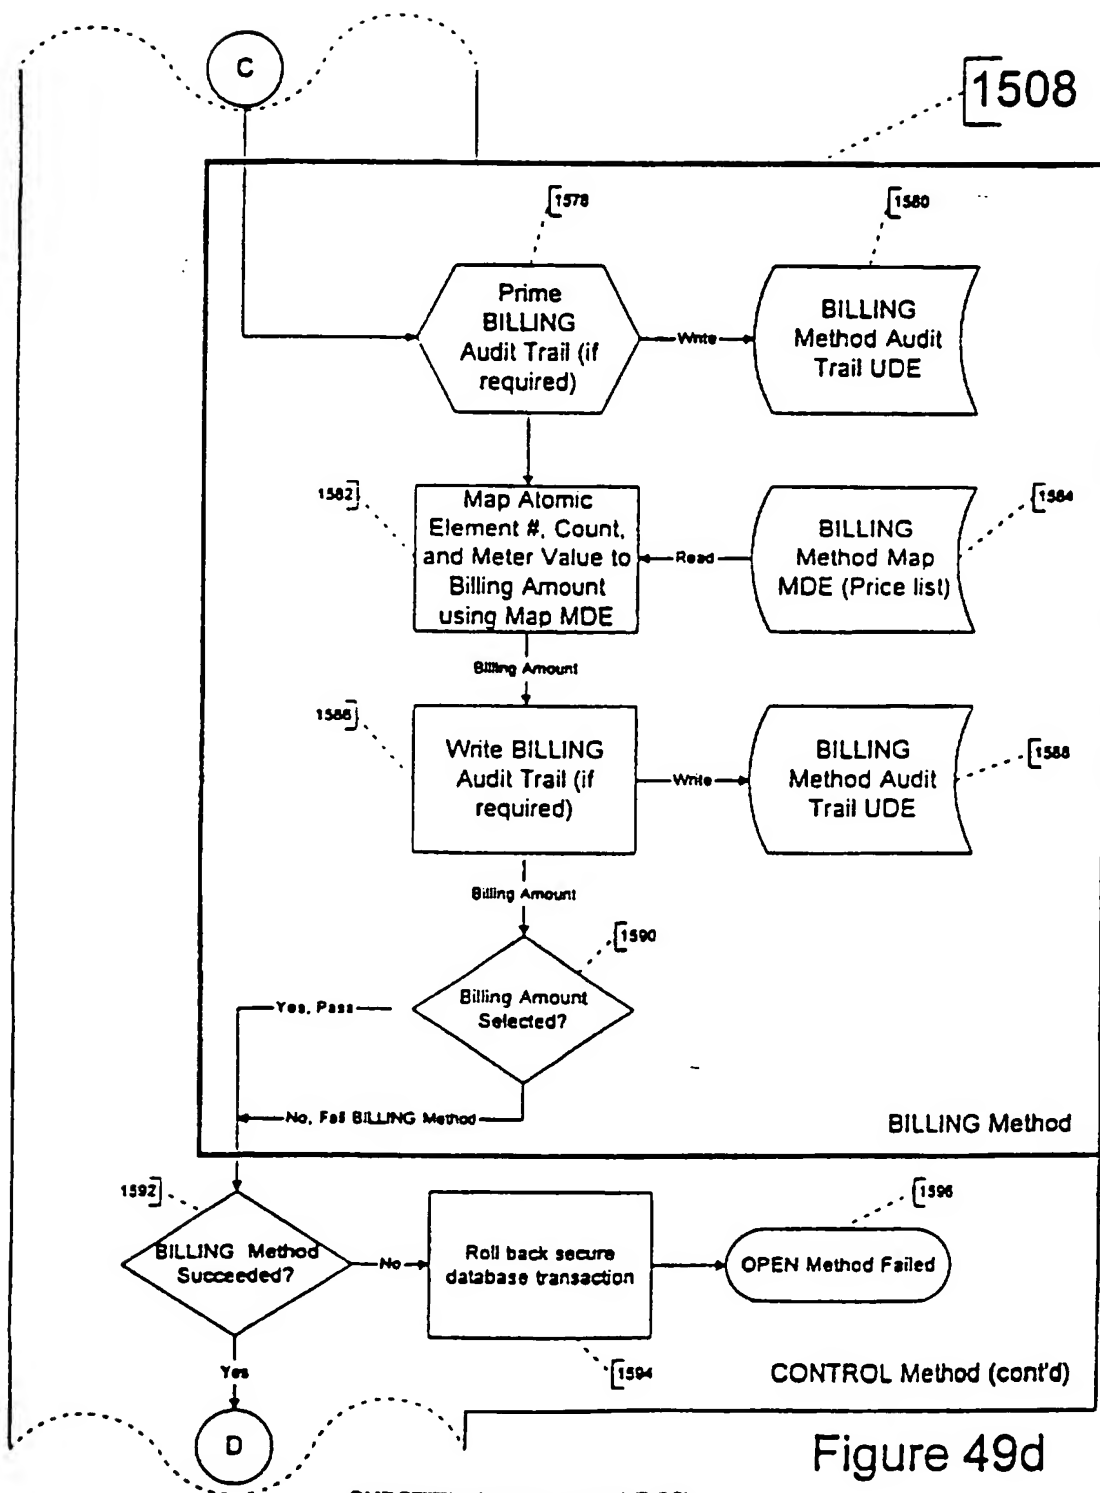 C
1508
1578
1580
Prime
BILLING
Audit Trail (if
required)
Write
BILLING
Method Audit
Trail UDE
1582
Map Atomic
Element #, Count,
and Meter Value to
Billing Amount
using Map MDE
Read
BILLING
Method Map
MDE (Price list)
1584
Billing Amount
1586
Write BILLING
Audit Trail (if
required)
Write
BILLING
Method Audit
Trail UDE
1588
Billing Amount
1590
Billing Amount
Selected?
Yes, Pass
No, Fail BILLING Method
BILLING Method
1592
BILLING Method
Succeeded?
No
Roll back secure
database transaction
1596
OPEN Method Failed
Yes
1594
CONTROL Method (cont'd)
D
Figure 49d